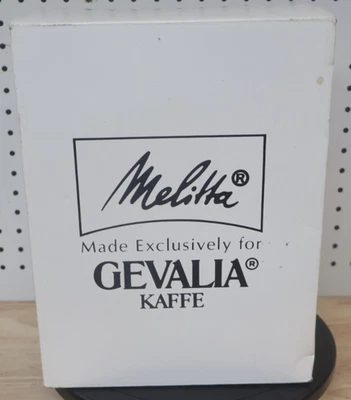 Melitta®
Made Exclusively for
GEVALIA®
KAFFE